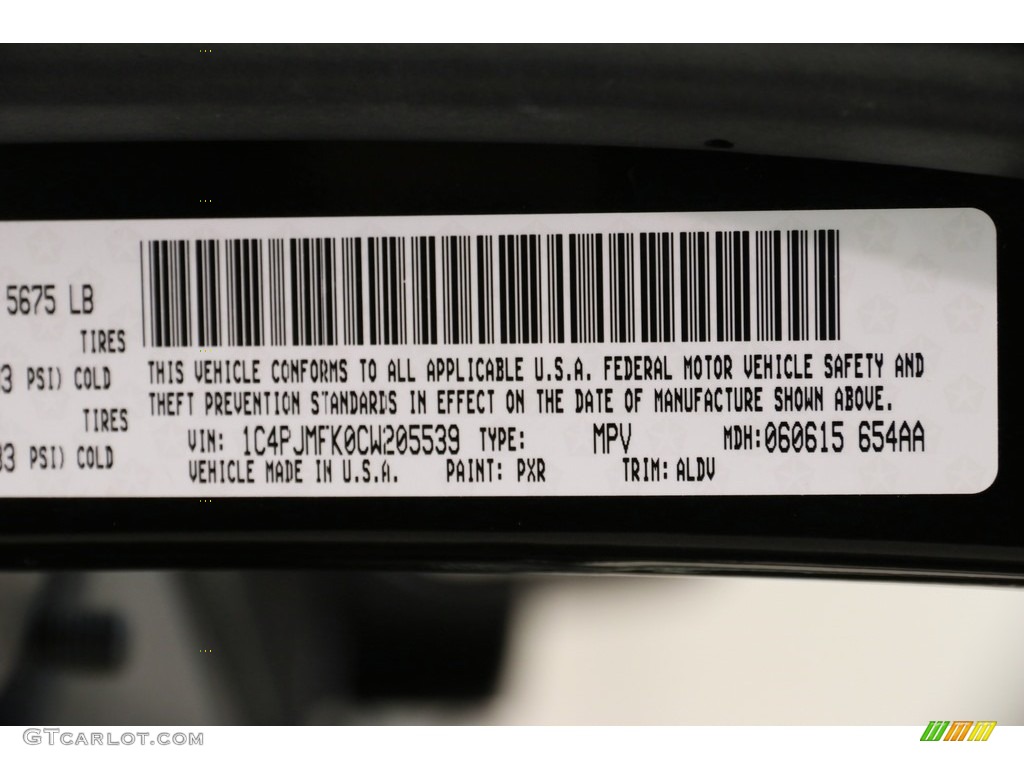 5675 LB
TIRES
3 PSI) COLD
TIRES
33 PSI) COLD
THIS VEHICLE CONFORMS TO ALL APPLICABLE U.S.A. FEDERAL MOTOR VEHICLE SAFETY AND
THEFT PREVENTION STANDARDS IN EFFECT ON THE DATE OF MANUFACTURE SHOWN ABOVE.
VIN: 1C4PJMFK0CW205539 TYPE: MPV MDH:060615 654AA
VEHICLE MADE IN U.S.A. PAINT: PXR TRIM: ALDV
GTCARLOT.COM